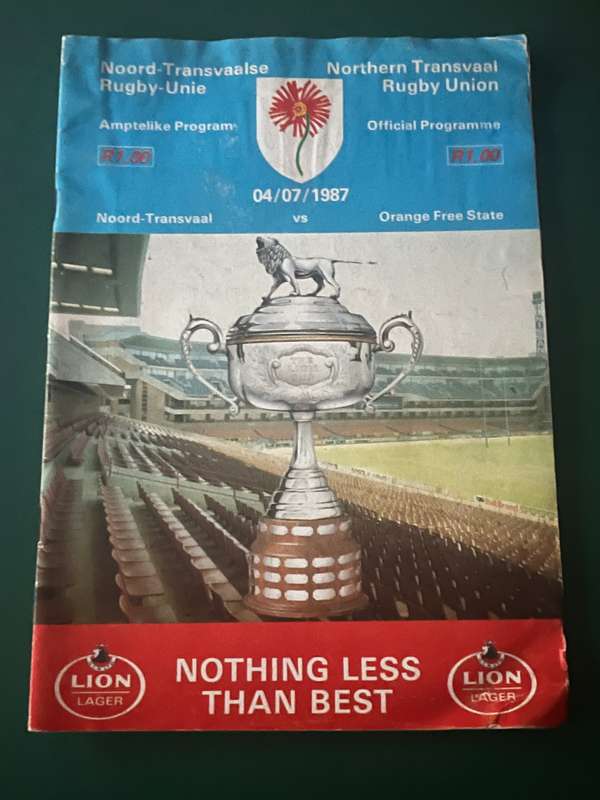 Noord-Transvaalse
Rugby-Unie
Northern Transvaal
Rugby Union
Amptelike Program
Official Programme
R1.00
R1.00
04/07/1987
Noord-Transvaal vs Orange Free State
LION
LAGER
NOTHING LESS
THAN BEST
LION
LAGER